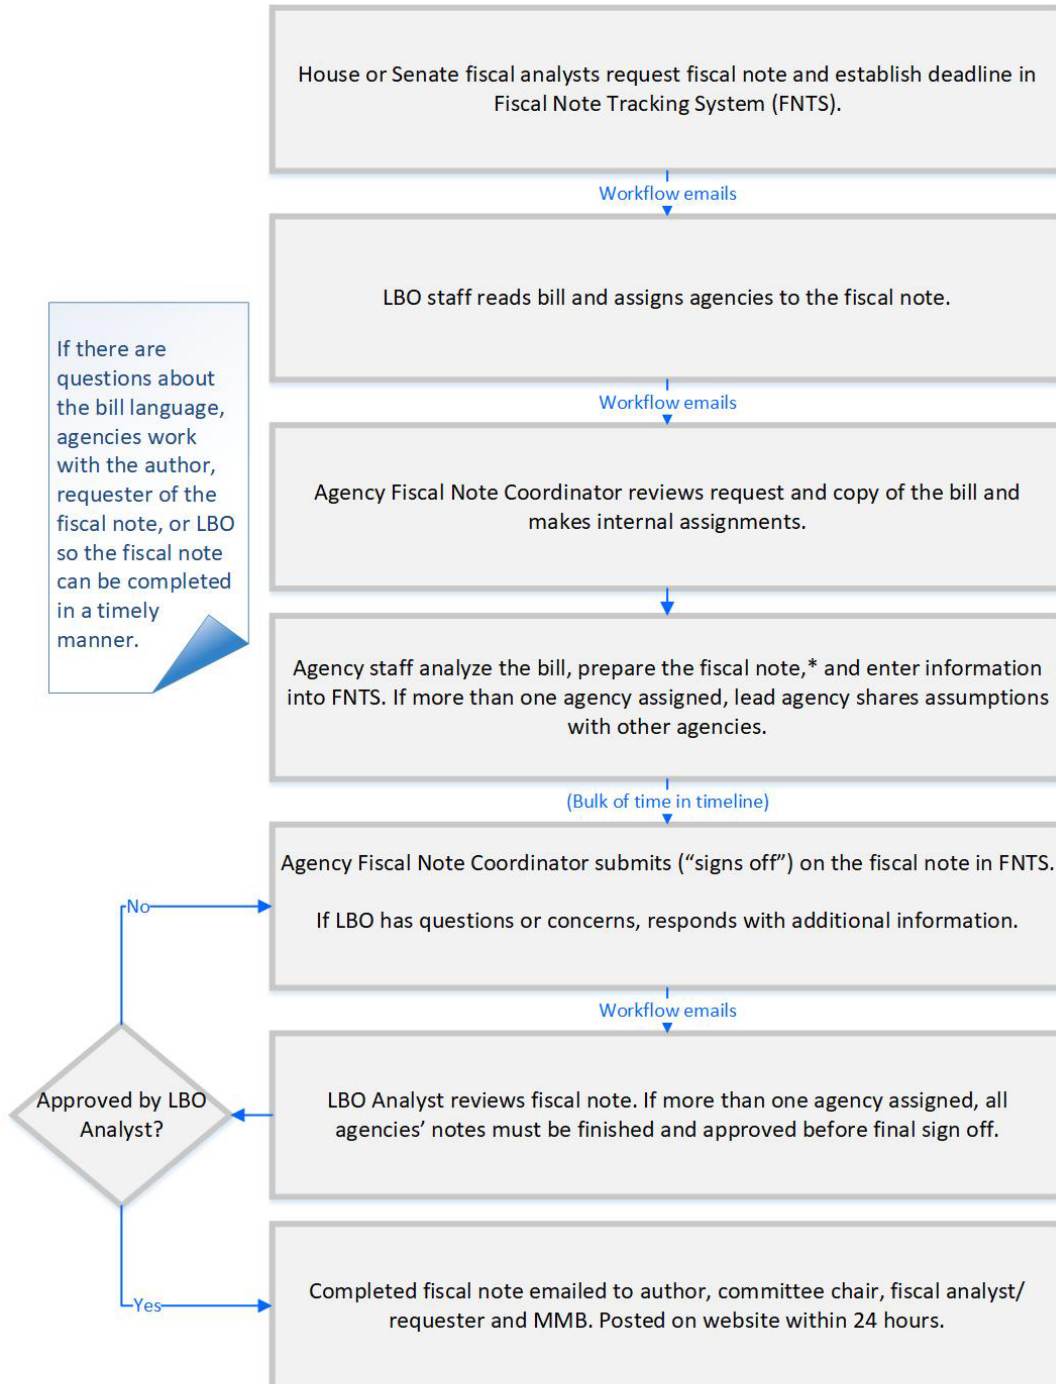 House or Senate fiscal analysts request fiscal note and establish deadline in
Fiscal Note Tracking System (FNTS).
Workflow emails
LBO staff reads bill and assigns agencies to the fiscal note.
If there are
questions about
the bill language,
agencies work
with the author,
requester of the
fiscal note, or LBO
so the fiscal note
can be completed
in a timely
manner.
Workflow emails
Agency Fiscal Note Coordinator reviews request and copy of the bill and
makes internal assignments.
Agency staff analyze the bill, prepare the fiscal note,* and enter information
into FNTS. If more than one agency assigned, lead agency shares assumptions
with other agencies.
(Bulk of time in timeline)
Agency Fiscal Note Coordinator submits (“signs off”) on the fiscal note in FNTS.
If LBO has questions or concerns, responds with additional information.
No
Workflow emails
LBO Analyst reviews fiscal note. If more than one agency assigned, all
agencies’ notes must be finished and approved before final sign off.
Approved by LBO
Analyst?
Yes
Completed fiscal note emailed to author, committee chair, fiscal analyst/
requester and MMB. Posted on website within 24 hours.